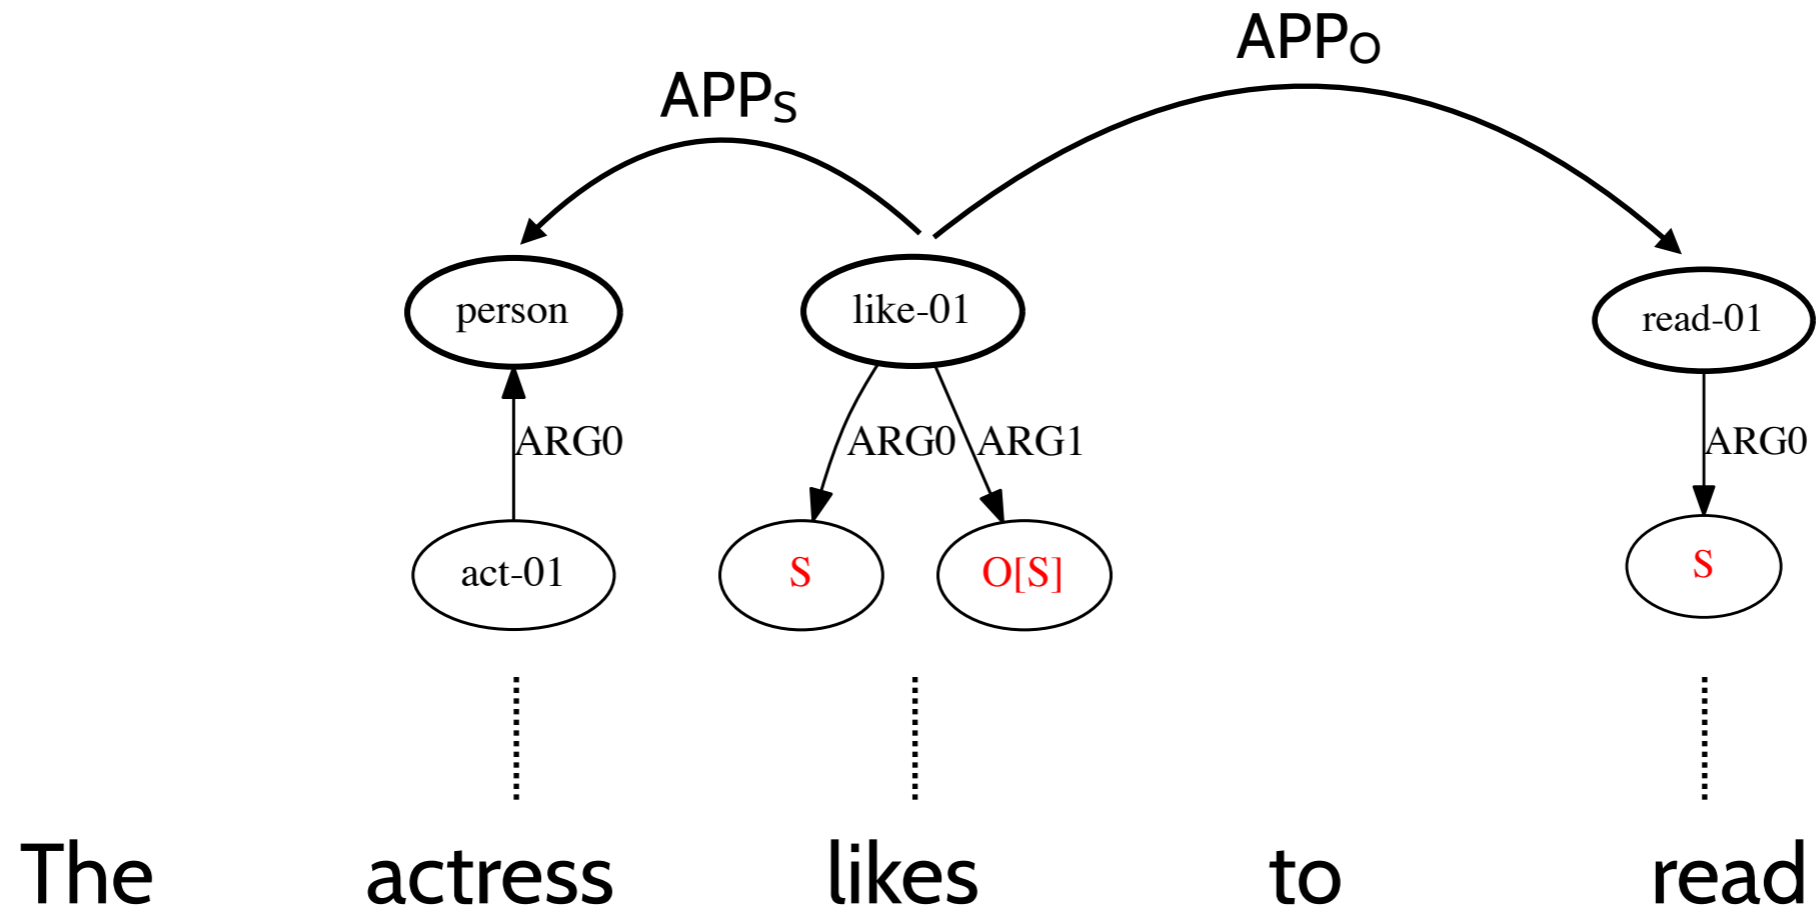 APPO
APPS
person like-01 read-01
ARG0 ARG0 ARG1 ARG0
act-01 S O[S] S
The actress likes to read